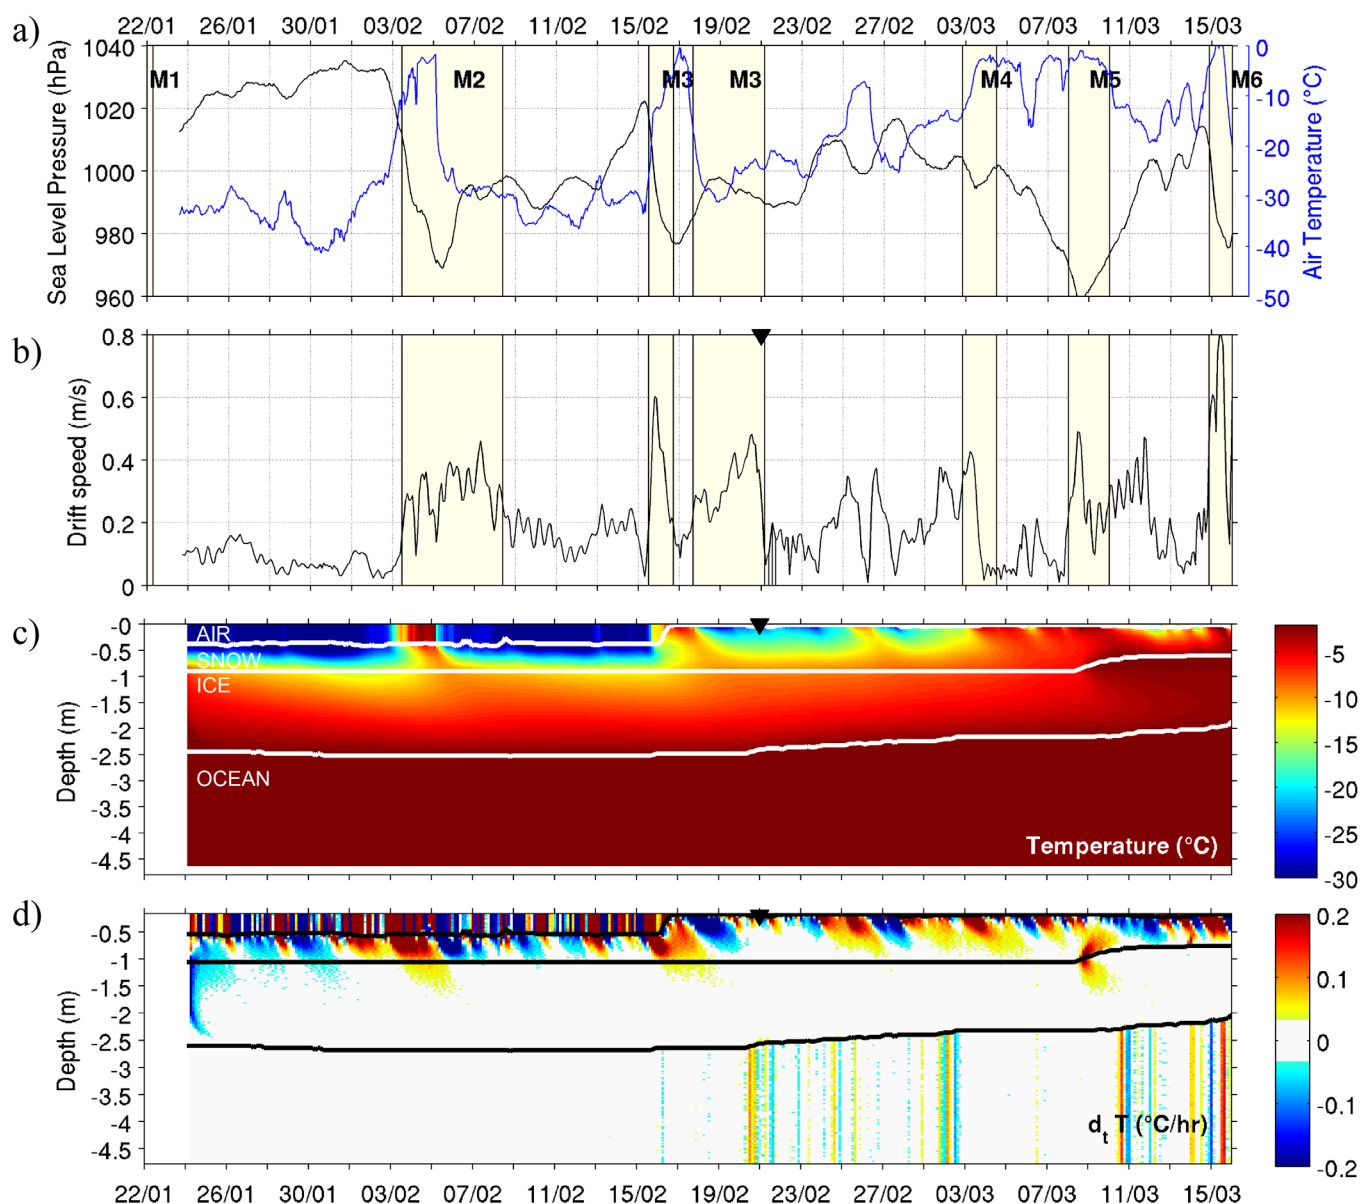 a)
22/01 26/01 30/01 03/02 07/02 11/02 15/02 19/02 23/02 27/02 03/03 07/03 11/03 15/03
Sea Level Pressure (hPa)
1040
1020
1000
980
960
M1 M2 M3 M3 M4 M5 M6
0
-10
-20
-30
-40
-50
Air Temperature (°C)
b)
Drift speed (m/s)
0.8
0.6
0.4
0.2
0
c)
Depth (m)
-0
-0.5
-1
-1.5
-2
-2.5
-3
-3.5
-4
-4.5
AIR
SNOW
ICE
OCEAN
Temperature (°C)
-5
-10
-15
-20
-25
-30
d)
Depth (m)
-0.5
-1
-1.5
-2
-2.5
-3
-3.5
-4
-4.5
d_t T (°C/hr)
0.2
0.1
0
-0.1
-0.2
22/01 26/01 30/01 03/02 07/02 11/02 15/02 19/02 23/02 27/02 03/03 07/03 11/03 15/03